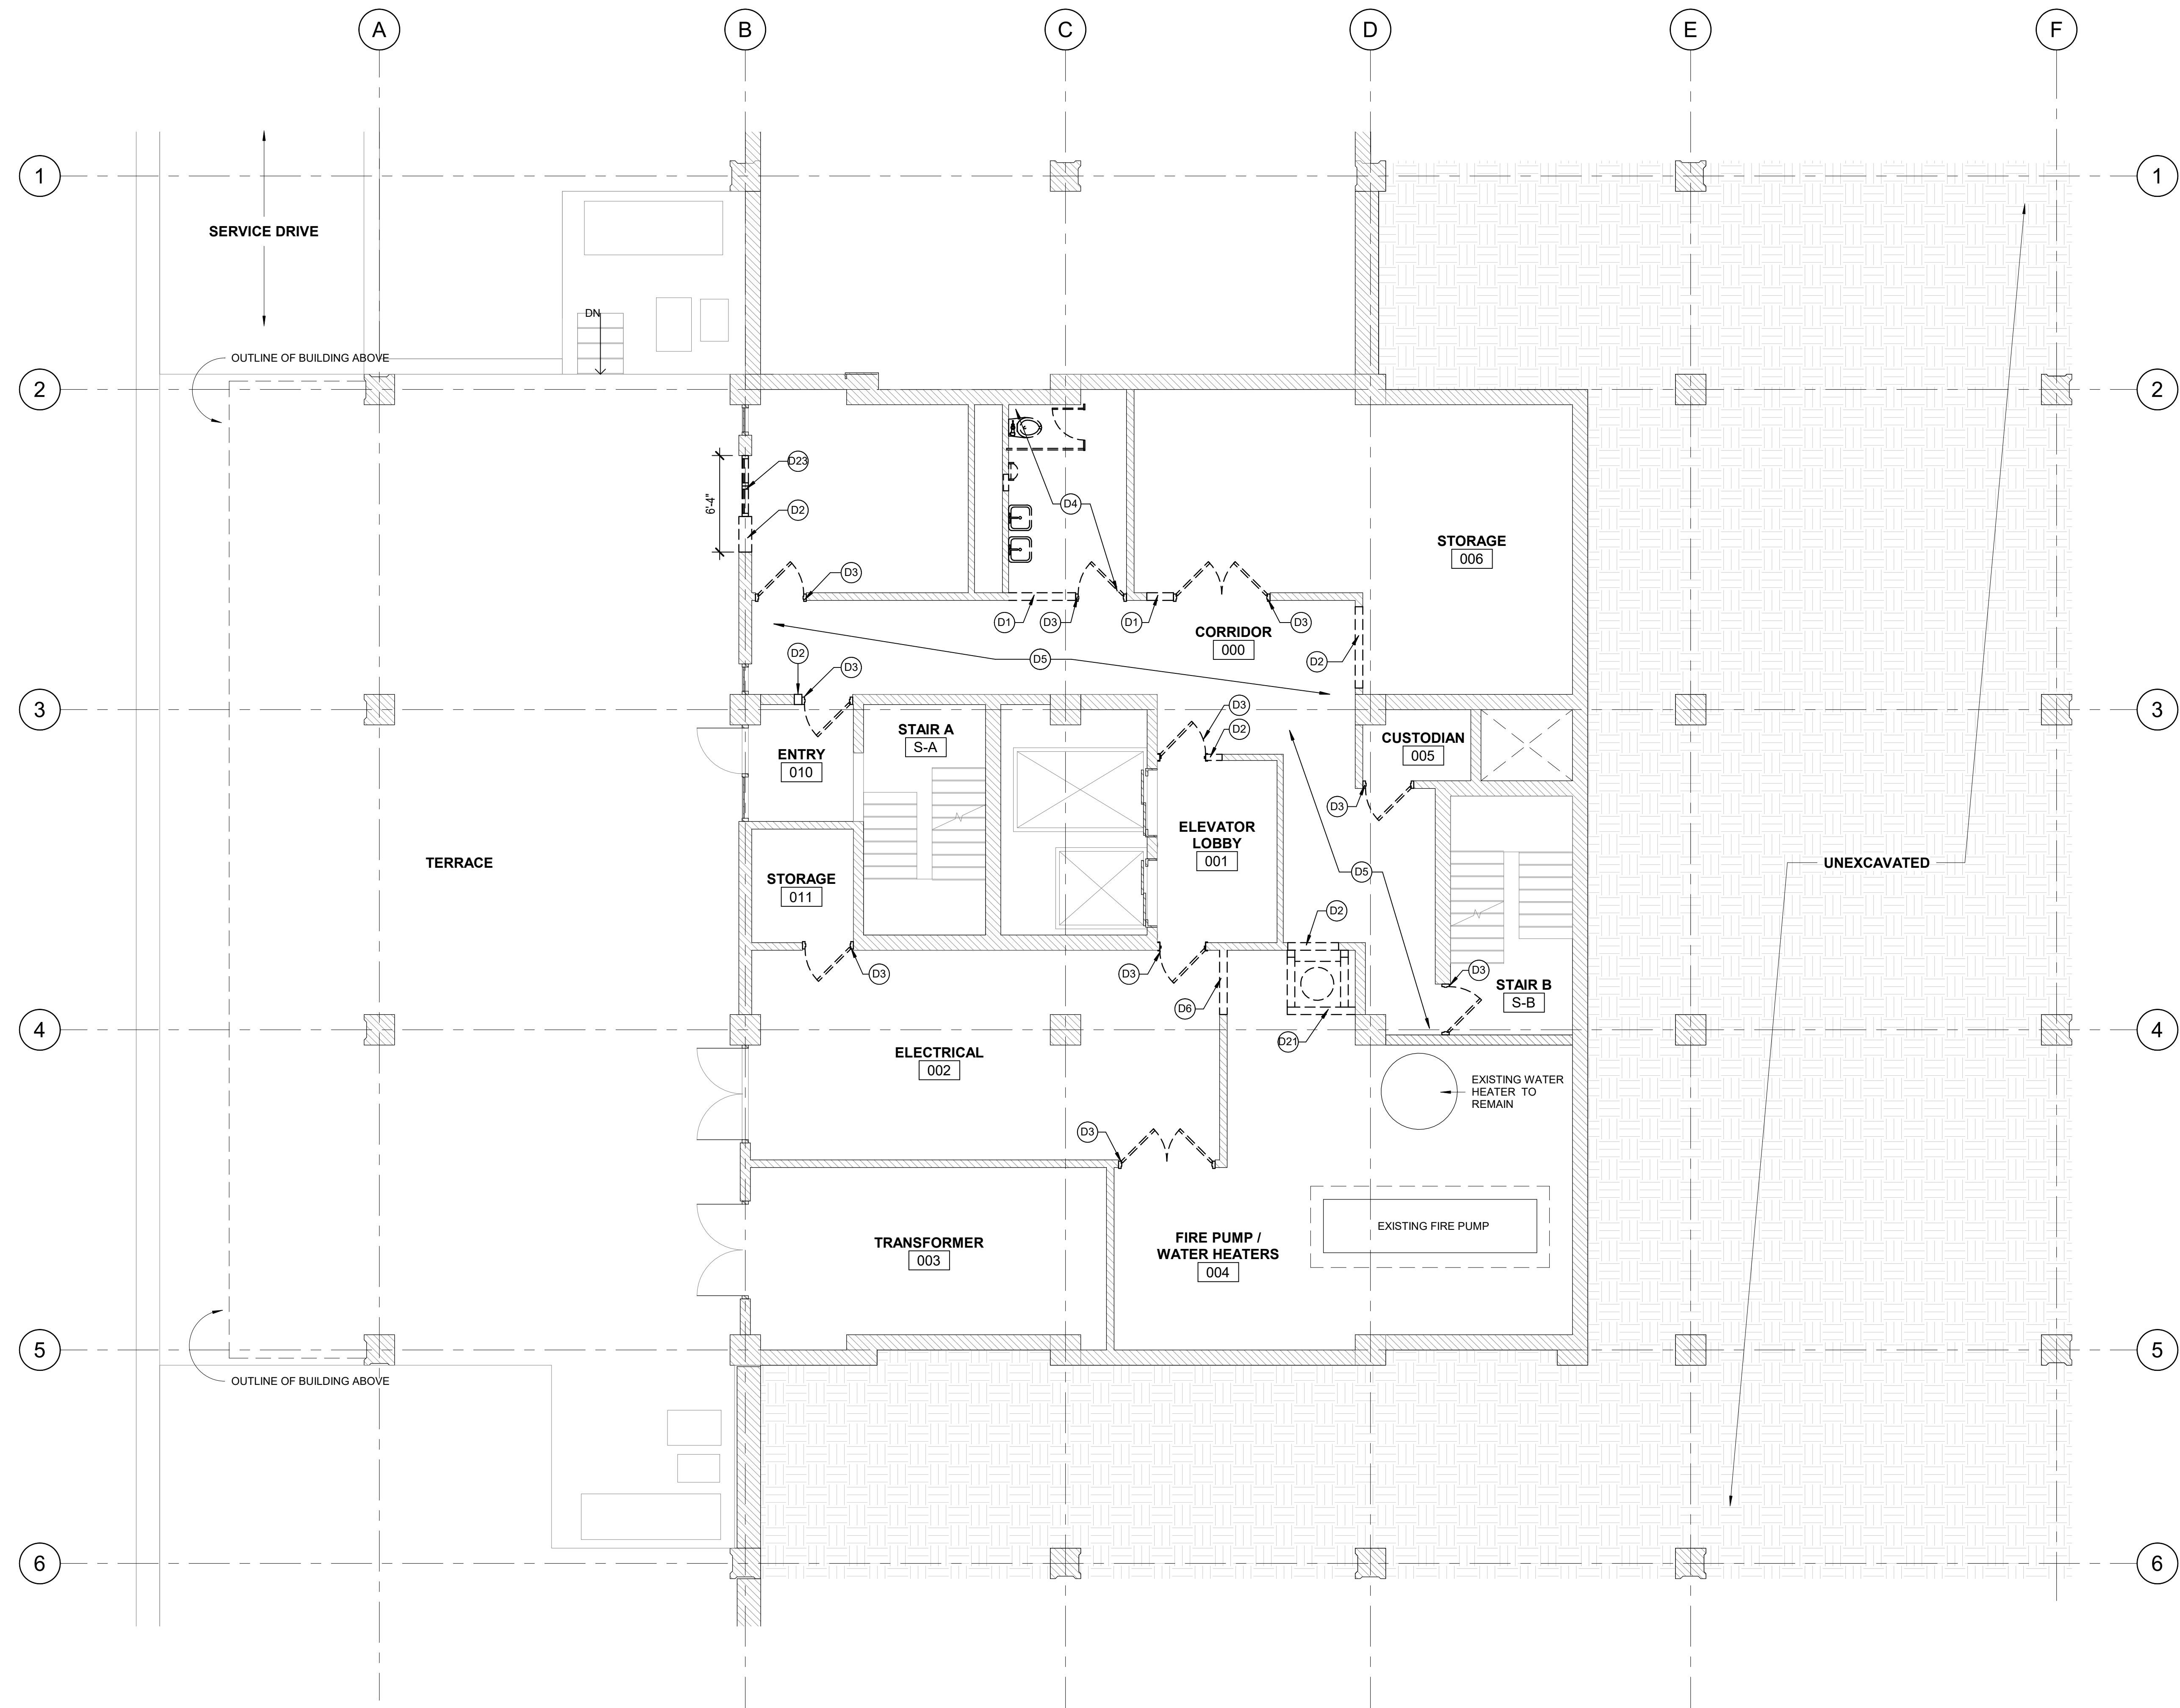 A
B
C
D
E
F
1
1
SERVICE DRIVE
DN
OUTLINE OF BUILDING ABOVE
2
2
D23
6'-4"
D4
D2
STORAGE
006
D3
D1
D3
D1
D3
CORRIDOR
000
D2
D3
D5
D2
3
3
D3
D2
STAIR A
S-A
ENTRY
010
CUSTODIAN
005
D3
ELEVATOR
LOBBY
001
TERRACE
UNEXCAVATED
STORAGE
011
D5
D2
D3
D3
D3
STAIR B
S-B
D6
4
4
D21
ELECTRICAL
002
EXISTING WATER
HEATER TO
REMAIN
D3
EXISTING FIRE PUMP
TRANSFORMER
003
FIRE PUMP /
WATER HEATERS
004
5
5
OUTLINE OF BUILDING ABOVE
6
6